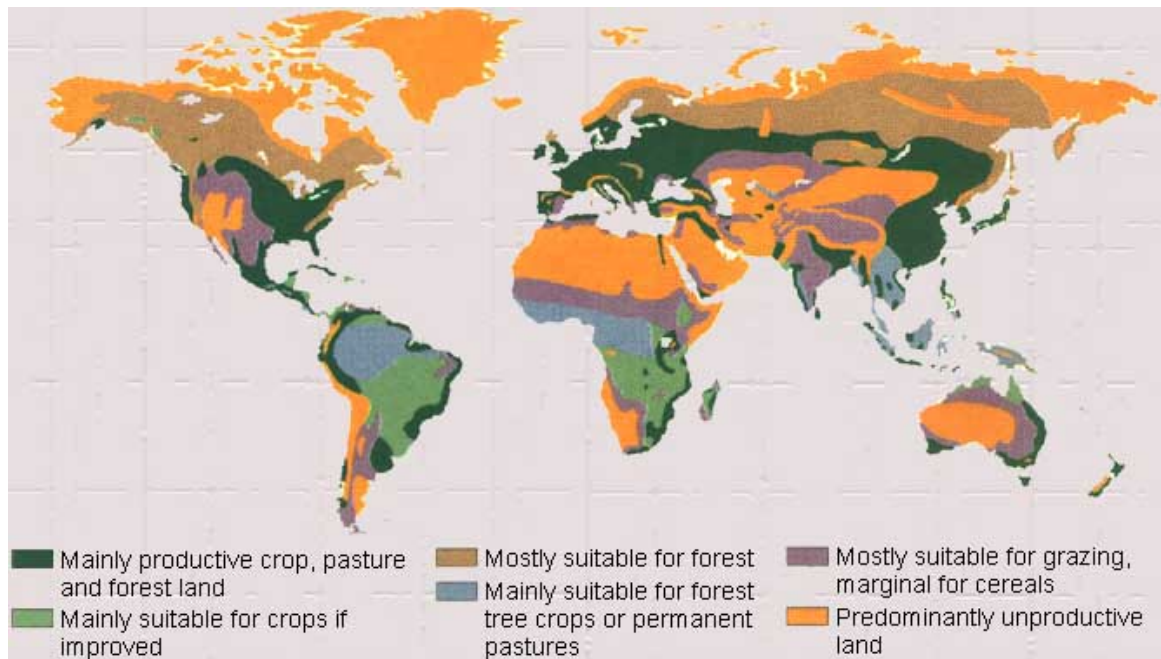 Mainly productive crop, pasture
and forest land
Mainly suitable for crops if
improved
Mostly suitable for forest
Mainly suitable for forest
tree crops or permanent
pastures
Mostly suitable for grazing,
marginal for cereals
Predominantly unproductive
land